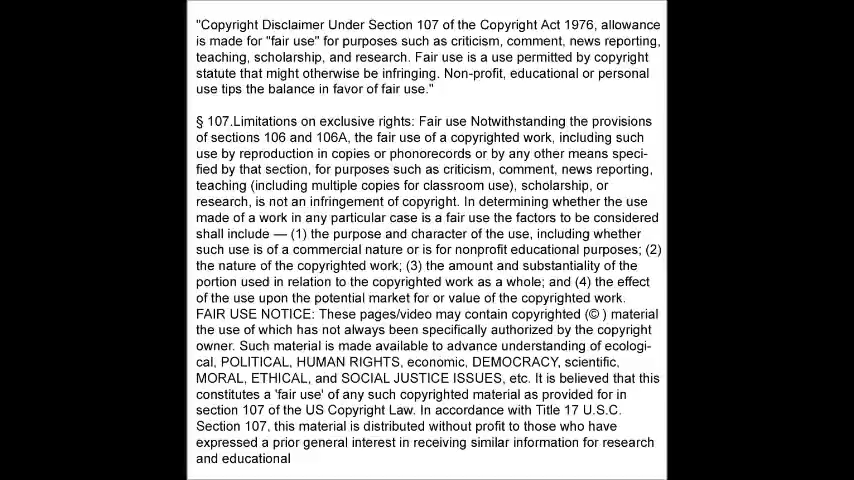 "Copyright Disclaimer Under Section 107 of the Copyright Act 1976, allowance
is made for "fair use" for purposes such as criticism, comment, news reporting,
teaching, scholarship, and research. Fair use is a use permitted by copyright
statute that might otherwise be infringing. Non-profit, educational or personal
use tips the balance in favor of fair use."
§ 107.Limitations on exclusive rights: Fair use Notwithstanding the provisions
of sections 106 and 106A, the fair use of a copyrighted work, including such
use by reproduction in copies or phonorecords or by any other means speci-
fied by that section, for purposes such as criticism, comment, news reporting,
teaching (including multiple copies for classroom use), scholarship, or
research, is not an infringement of copyright. In determining whether the use
made of a work in any particular case is a fair use the factors to be considered
shall include — (1) the purpose and character of the use, including whether
such use is of a commercial nature or is for nonprofit educational purposes; (2)
the nature of the copyrighted work; (3) the amount and substantiality of the
portion used in relation to the copyrighted work as a whole; and (4) the effect
of the use upon the potential market for or value of the copyrighted work.
FAIR USE NOTICE: These pages/video may contain copyrighted (© ) material
the use of which has not always been specifically authorized by the copyright
owner. Such material is made available to advance understanding of ecologi-
cal, POLITICAL, HUMAN RIGHTS, economic, DEMOCRACY, scientific,
MORAL, ETHICAL, and SOCIAL JUSTICE ISSUES, etc. It is believed that this
constitutes a 'fair use' of any such copyrighted material as provided for in
section 107 of the US Copyright Law. In accordance with Title 17 U.S.C.
Section 107, this material is distributed without profit to those who have
expressed a prior general interest in receiving similar information for research
and educational